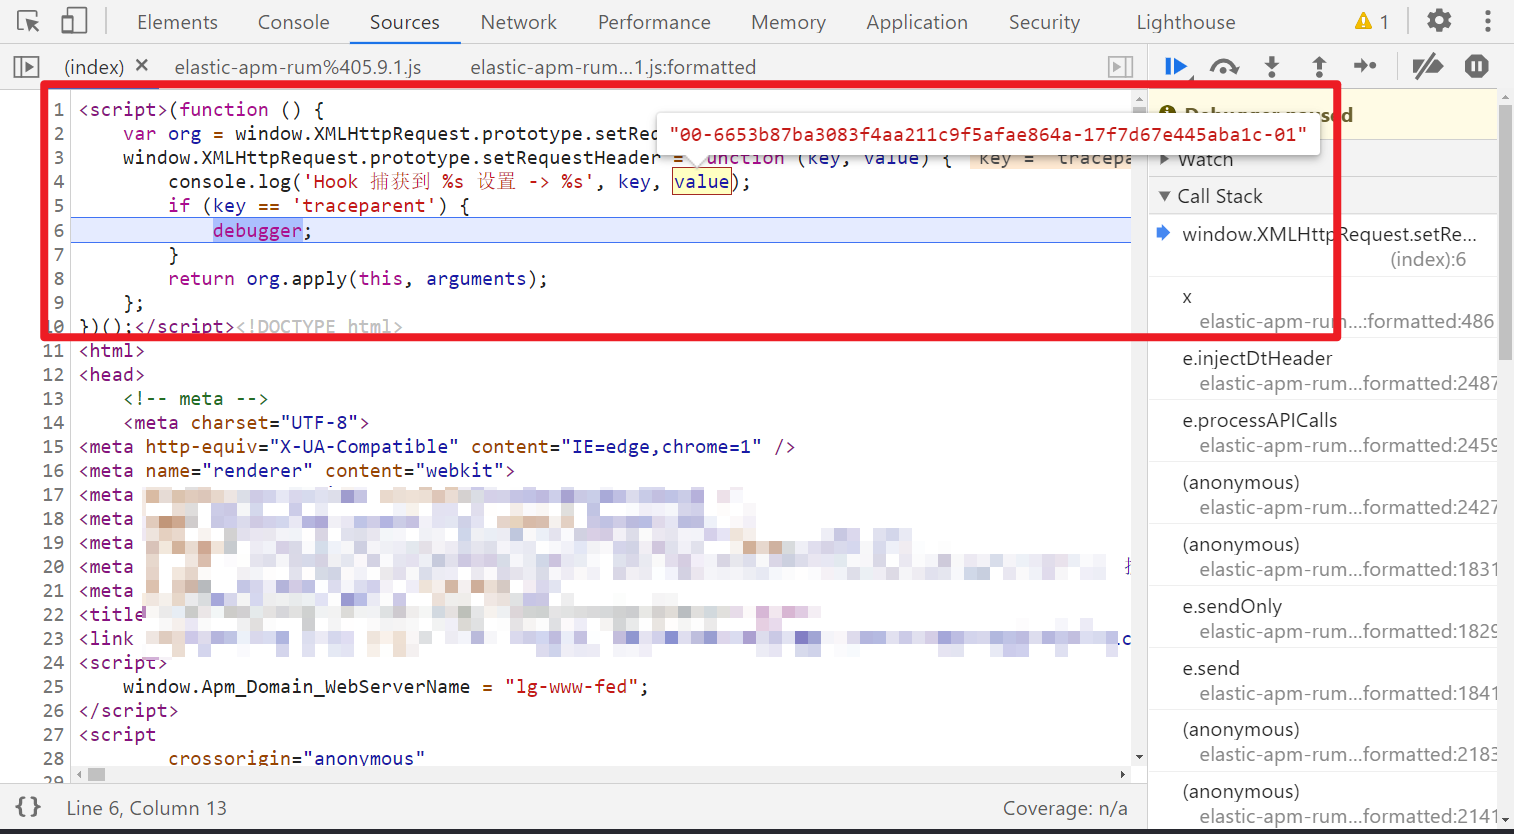 Elements Console Sources Network Performance Memory Application Security Lighthouse 1
(index) × elastic-apm-rum%405.9.1.js elastic-apm-rum...1.js:formatted
1 <script>(function () {
2 var org = window.XMLHttpRequest.prototype.setRec
"00-6653b87ba3083f4aa211c9f5afae864a-17f7d67e445aba1c-01"
3 window.XMLHttpRequest.prototype.setRequestHeader = function (key, value) { key = "tracepa
4 console.log('Hook 捕获到 %s 设置 -> %s', key, value);
5 if (key == 'traceparent') {
6 debugger;
7 }
8 return org.apply(this, arguments);
9 };
10 })();</script><!DOCTYPE html>
11 <html>
12 <head>
13 <!-- meta -->
14 <meta charset="UTF-8">
15 <meta http-equiv="X-UA-Compatible" content="IE=edge,chrome=1" />
16 <meta name="renderer" content="webkit">
17 <meta
18 <meta
19 <meta
20 <meta
21 <meta
22 <title
23 <link .c
24 <script>
25 window.Apm_Domain_WebServerName = "lg-www-fed";
26 </script>
27 <script
28 crossorigin="anonymous"
29
{} Line 6, Column 13 Coverage: n/a
Debugger paused
Watch
Call Stack
window.XMLHttpRequest.setRe...
(index):6
x
elastic-apm-rum...:formatted:486
e.injectDtHeader
elastic-apm-rum...formatted:2487
e.processAPICalls
elastic-apm-rum...formatted:2459
(anonymous)
elastic-apm-rum...formatted:2427
(anonymous)
elastic-apm-rum...formatted:1831
e.sendOnly
elastic-apm-rum...formatted:1829
e.send
elastic-apm-rum...formatted:1841
(anonymous)
elastic-apm-rum...formatted:2183
(anonymous)
elastic-apm-rum...formatted:2141